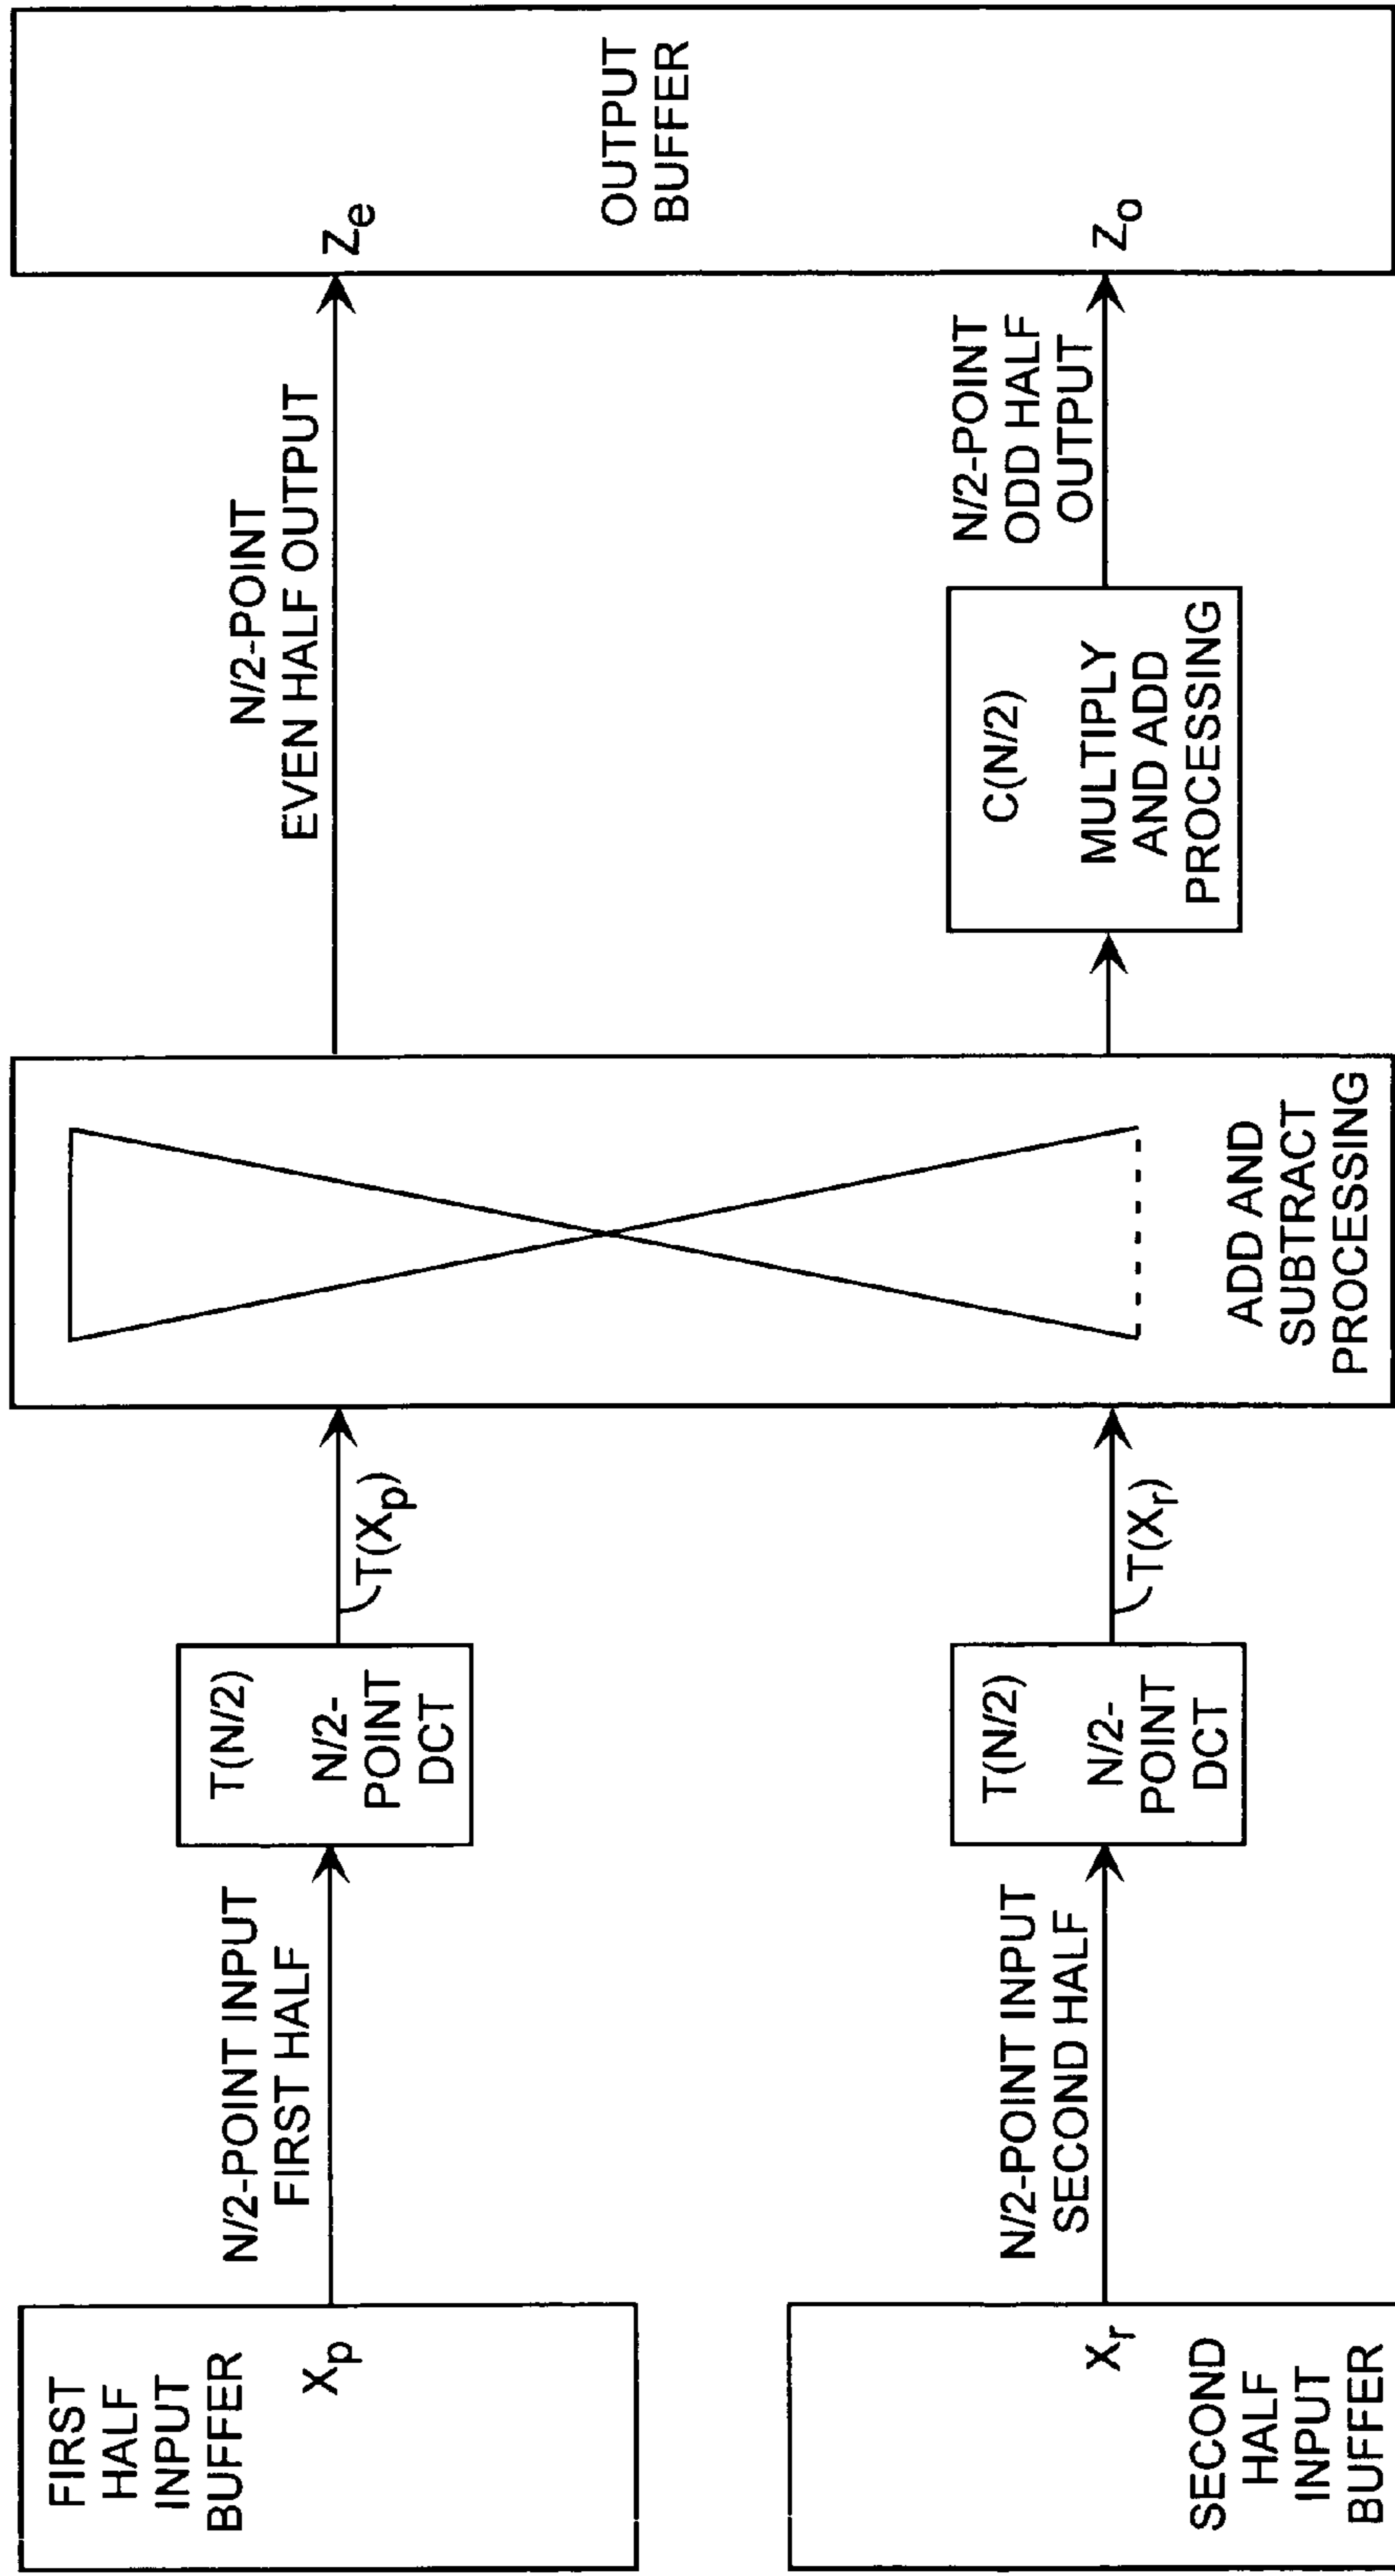 FIRST
HALF
INPUT
BUFFER
Xp
N/2-POINT INPUT
FIRST HALF
T(N/2)
N/2-
POINT
DCT
T(Xp)
N/2-POINT
EVEN HALF OUTPUT
Ze
OUTPUT
BUFFER
SECOND
HALF
INPUT
BUFFER
Xr
N/2-POINT INPUT
SECOND HALF
T(N/2)
N/2-
POINT
DCT
T(Xr)
ADD AND
SUBTRACT
PROCESSING
C(N/2)
MULTIPLY
AND ADD
PROCESSING
N/2-POINT
ODD HALF
OUTPUT
Zo